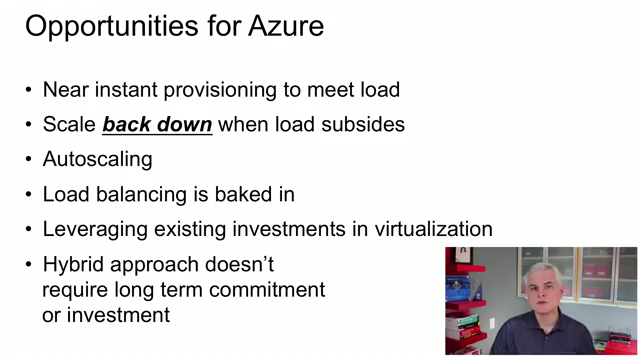 Opportunities for Azure
• Near instant provisioning to meet load
• Scale back down when load subsides
• Autoscaling
• Load balancing is baked in
• Leveraging existing investments in virtualization
• Hybrid approach doesn't
require long term commitment
or investment